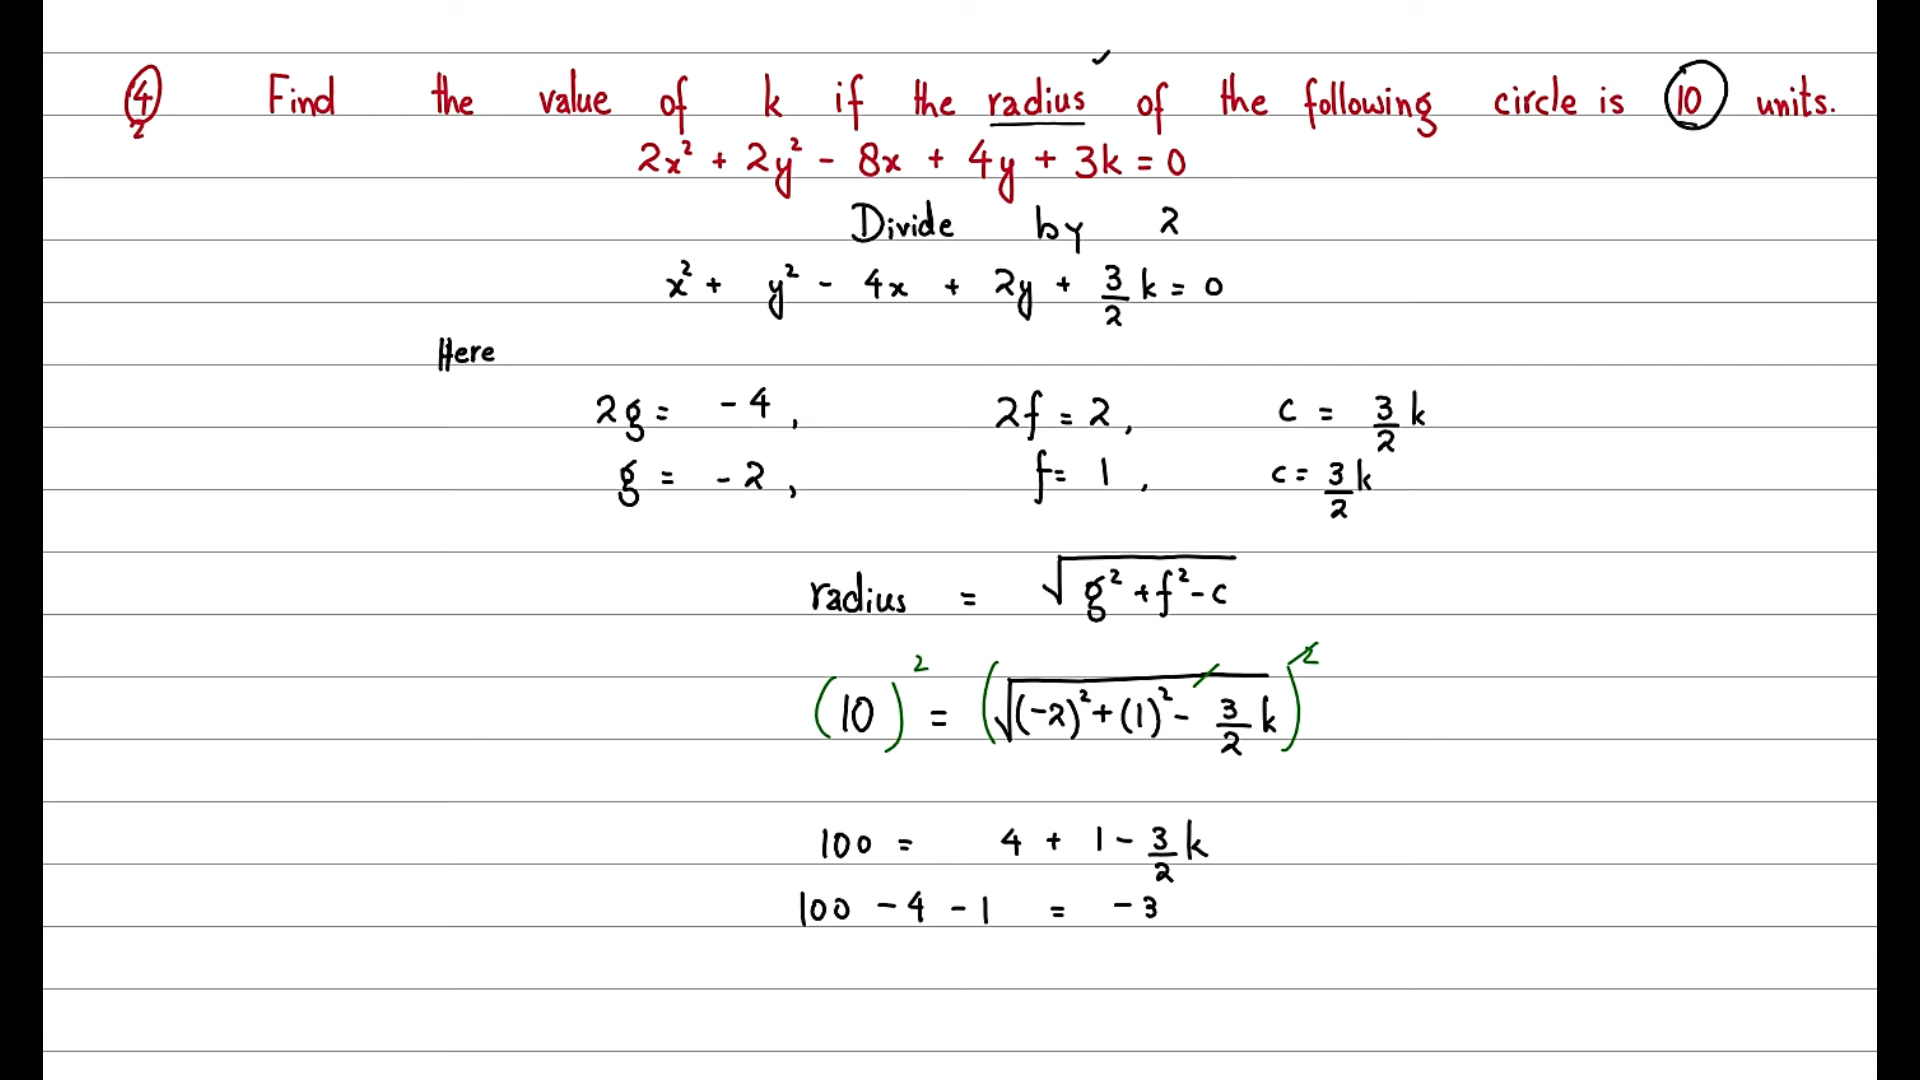 4 Find the value of k if the radius of the following circle is 10 units.
2
2x² + 2y² - 8x + 4y + 3k = 0
Divide by 2
x² + y² - 4x + 2y + 3/2 k = 0
Here
2g = -4, 2f = 2, c = 3/2 k
g = -2, f = 1, c = 3/2 k
radius = √(g² + f² - c)
(10)² = (√((-2)² + (1)² - 3/2 k))²
100 = 4 + 1 - 3/2 k
100 - 4 - 1 = -3